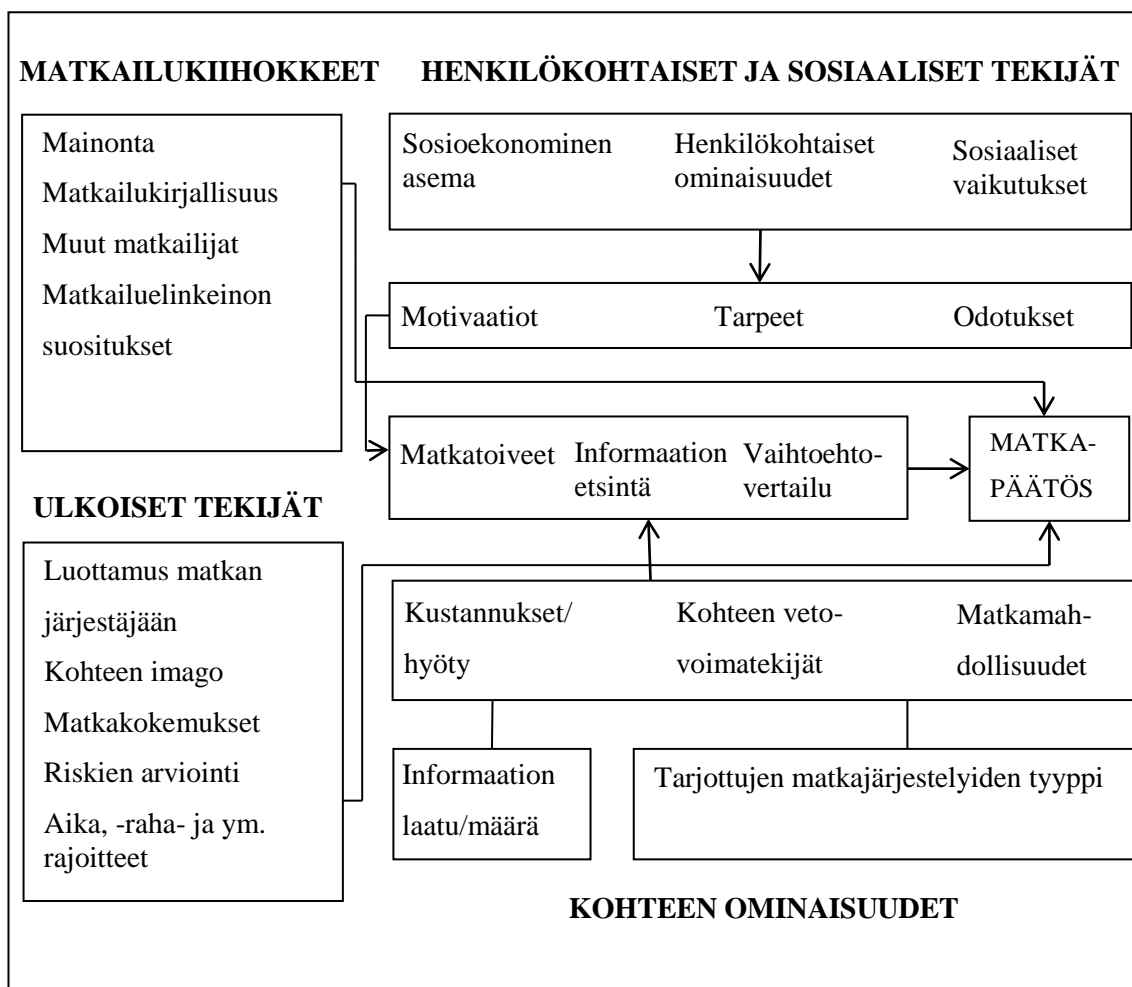 MATKAILUKIIHOKKEET
Mainonta
Matkailukirjallisuus
Muut matkailijat
Matkailuelinkeinon
suositukset
HENKILÖKOHTAISET JA SOSIAALISET TEKIJÄT
Sosioekonominen
asema
Henkilökohtaiset
ominaisuudet
Sosiaaliset
vaikutukset
Motivaatiot
Tarpeet
Odotukset
Matkatoiveet
Informaation
etsintä
Vaihtoehto-
vertailu
MATKA-
PÄÄTÖS
ULKOISET TEKIJÄT
Luottamus matkan
järjestäjään
Kohteen imago
Matkakokemukset
Riskien arviointi
Aika, -raha- ja ym.
rajoitteet
Kustannukset/
hyöty
Kohteen veto-
voimatekijät
Matkamah-
dollisuudet
Informaation
laatu/määrä
Tarjottujen matkajärjestelyiden tyyppi
KOHTEEN OMINAISUUDET